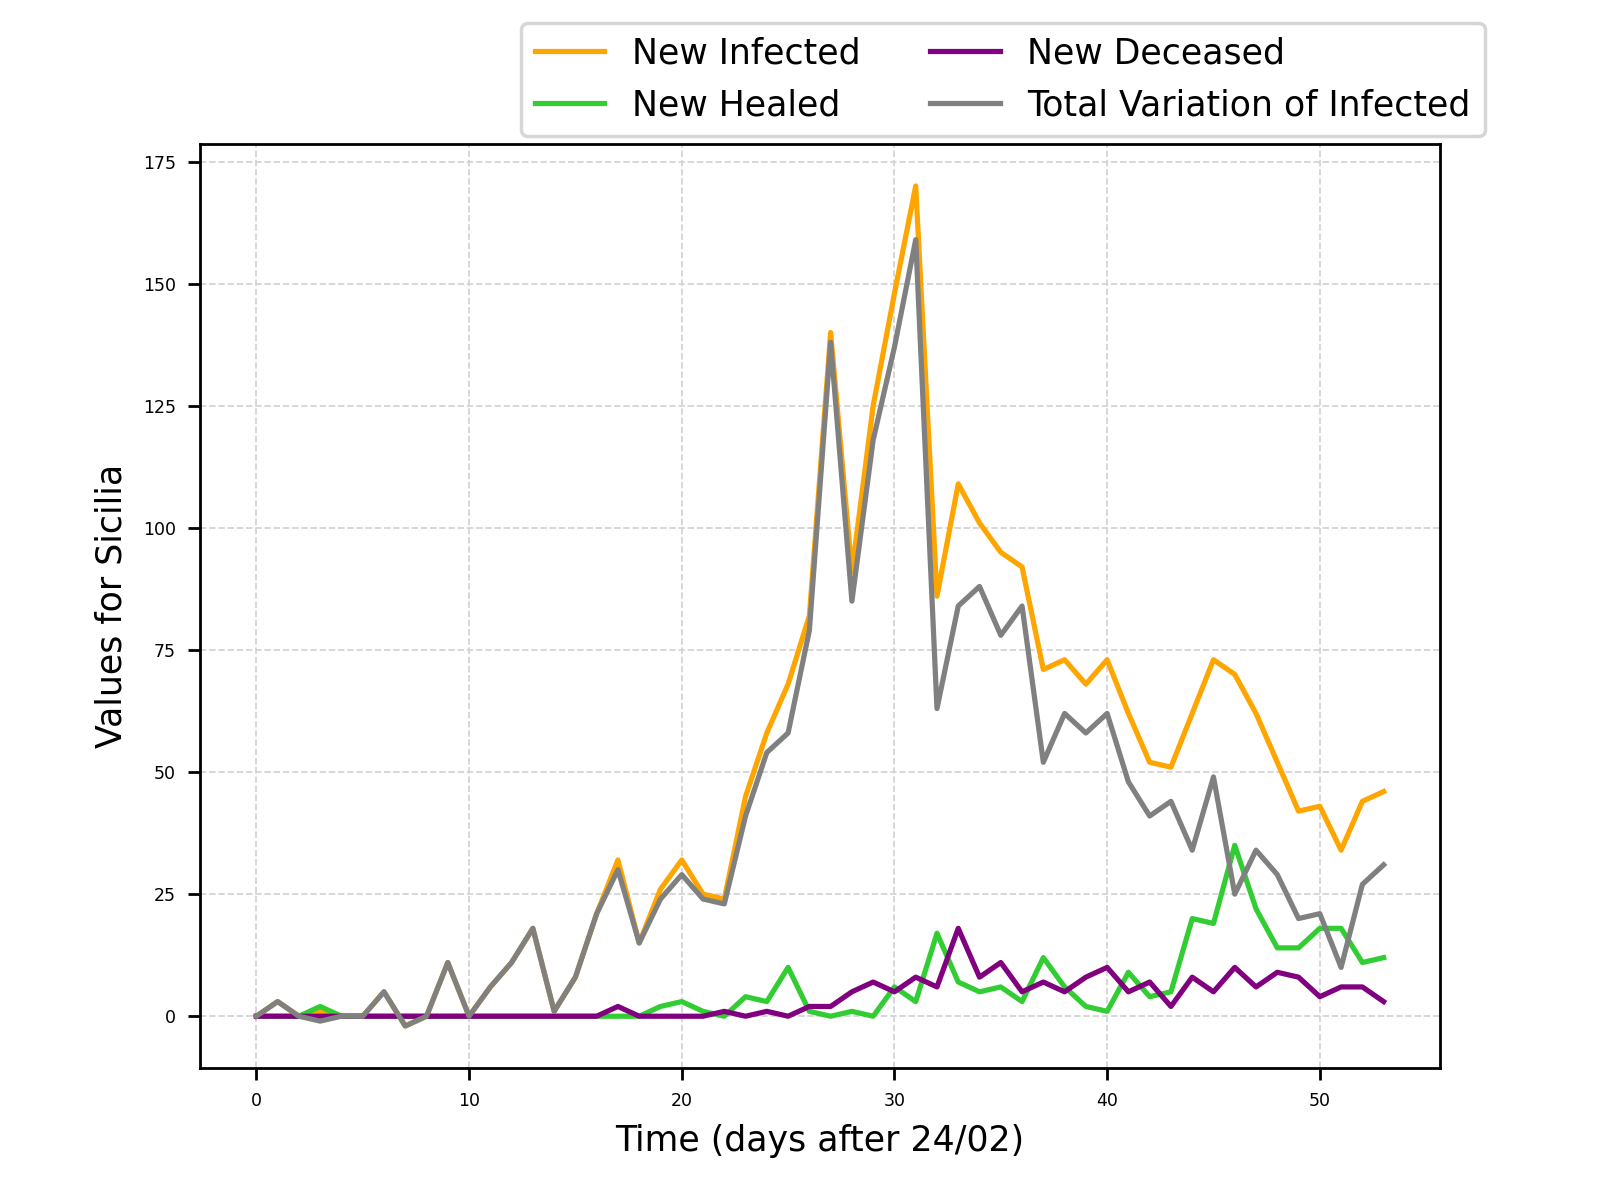 New Infected
New Healed
New Deceased
Total Variation of Infected
175
150
125
100
75
50
25
0
Values for Sicilia
0 10 20 30 40 50
Time (days after 24/02)